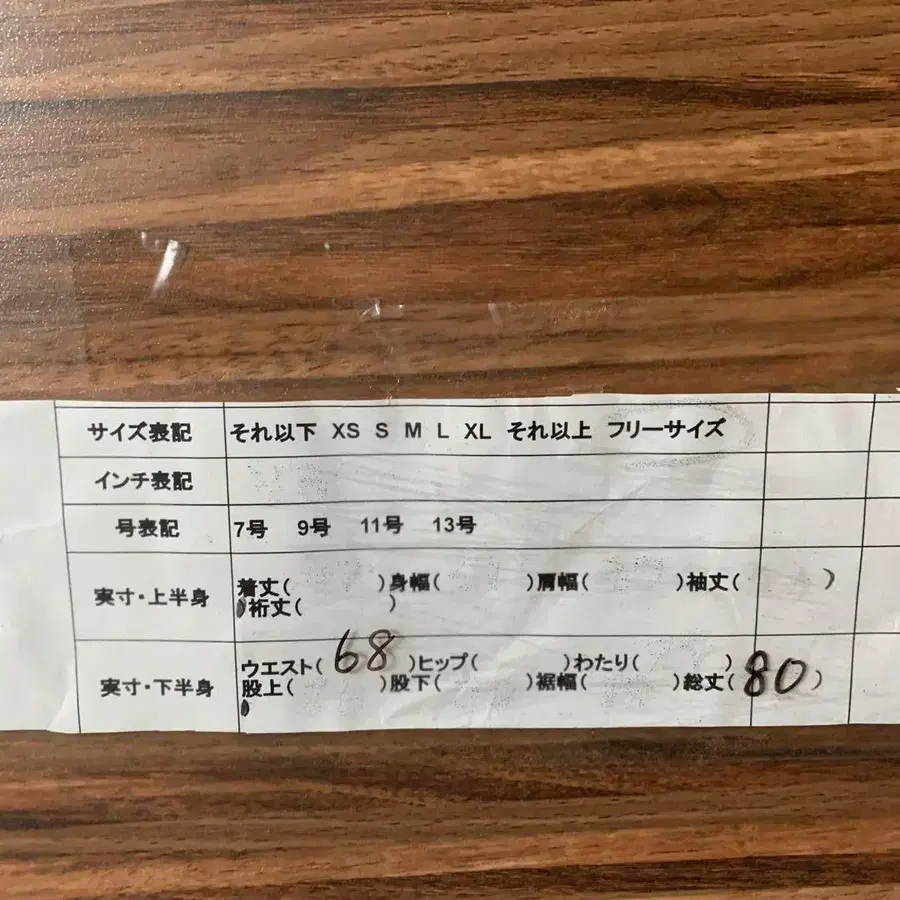 サイズ表記 それ以下 XS S M L XL それ以上 フリーサイズ
インチ表記
号表記 7号 9号 11号 13号
実寸・上半身 着丈( )身幅( )肩幅( )袖丈( )
)裄丈( )
実寸・下半身 ウエスト( 68 )ヒップ( )わたり( )
股上( )股下( )裾幅( )総丈( 80 )